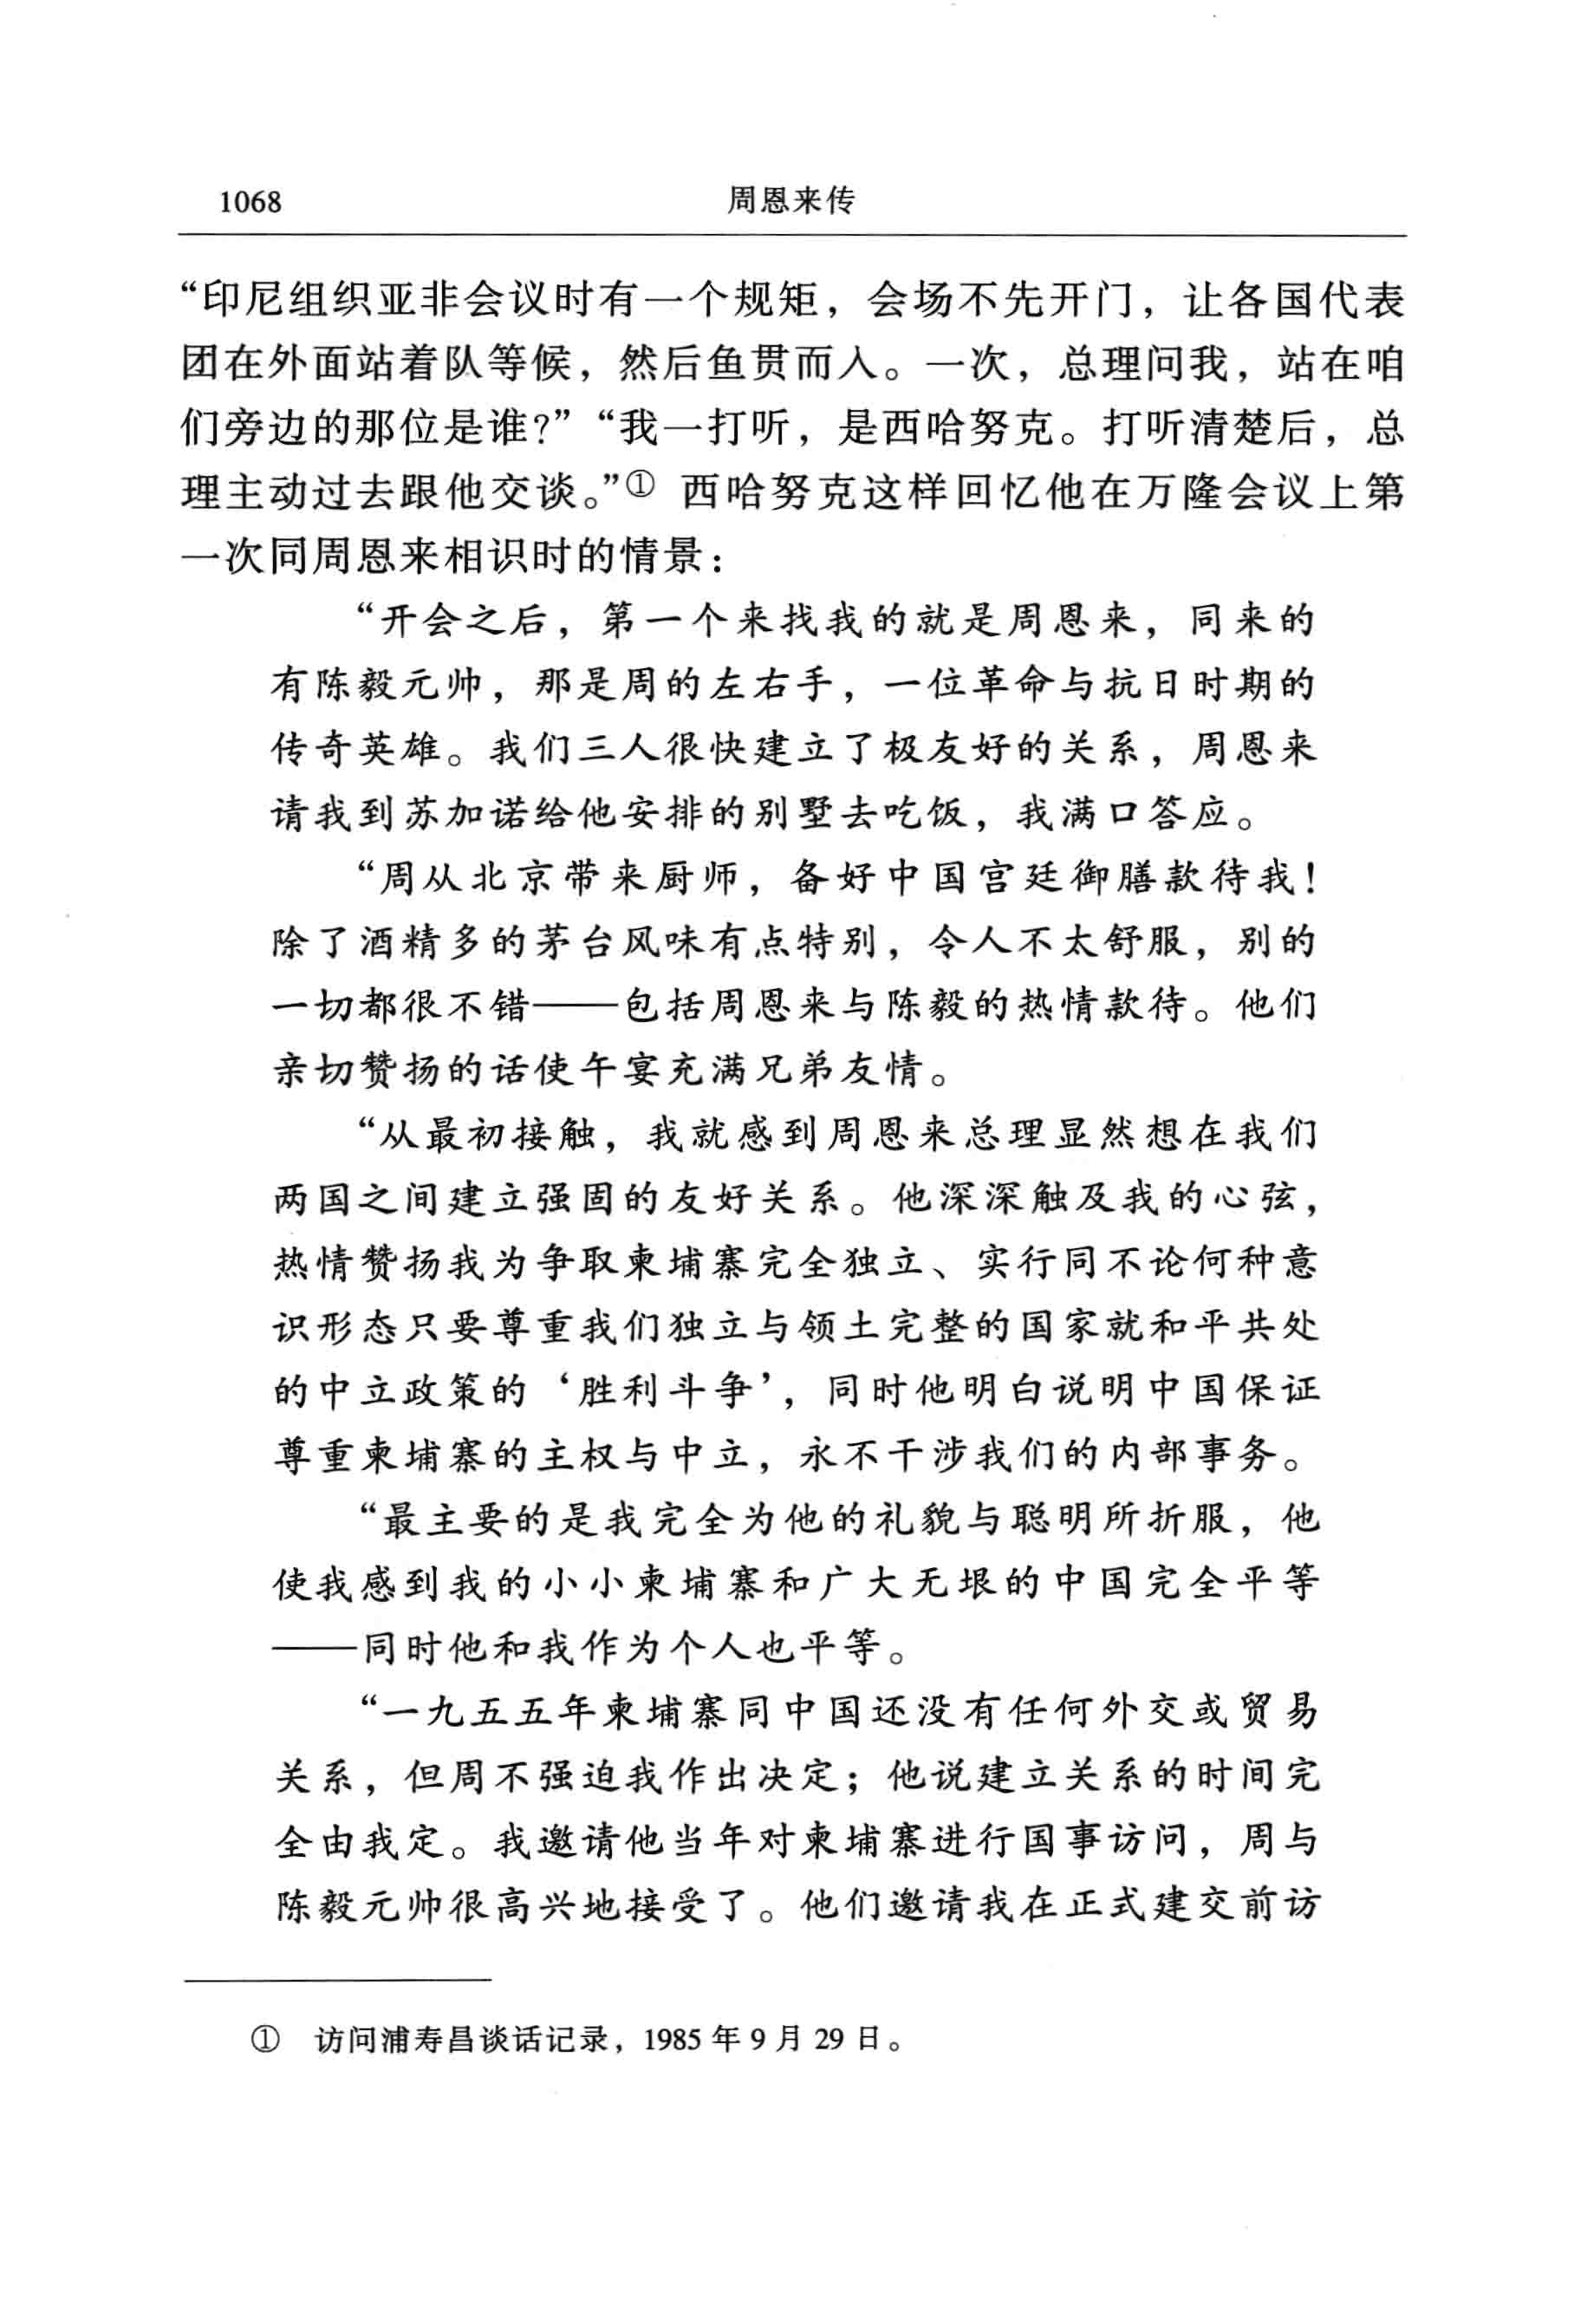 1068 周恩来传
“印尼组织亚非会议时有一个规矩，会场不先开门，让各国代表
团在外面站着队等候，然后鱼贯而入。一次，总理问我，站在咱
们旁边的那位是谁？”“我一打听，是西哈努克。打听清楚后，总
理主动过去跟他交谈。”① 西哈努克这样回忆他在万隆会议上第
一次同周恩来相识时的情景：
“开会之后，第一个来找我的就是周恩来，同来的
有陈毅元帅，那是周的左右手，一位革命与抗日时期的
传奇英雄。我们三人很快建立了极友好的关系，周恩来
请我到苏加诺给他安排的别墅去吃饭，我满口答应。
“周从北京带来厨师，备好中国宫廷御膳款待我！
除了酒精多的茅台风味有点特别，令人不太舒服，别的
一切都很不错——包括周恩来与陈毅的热情款待。他们
亲切赞扬的话使午宴充满兄弟友情。
“从最初接触，我就感到周恩来总理显然想在我们
两国之间建立强固的友好关系。他深深触及我的心弦，
热情赞扬我为争取柬埔寨完全独立、实行同不论何种意
识形态只要尊重我们独立与领土完整的国家就和平共处
的中立政策的‘胜利斗争’，同时他明白说明中国保证
尊重柬埔寨的主权与中立，永不干涉我们的内部事务。
“最主要的是我完全为他的礼貌与聪明所折服，他
使我感到我的小小柬埔寨和广大无垠的中国完全平等
——同时他和我作为个人也平等。
“一九五五年柬埔寨同中国还没有任何外交或贸易
关系，但周不强迫我作出决定；他说建立关系的时间完
全由我定。我邀请他当年对柬埔寨进行国事访问，周与
陈毅元帅很高兴地接受了。他们邀请我在正式建交前访
① 访问浦寿昌谈话记录，1985 年 9 月 29 日。